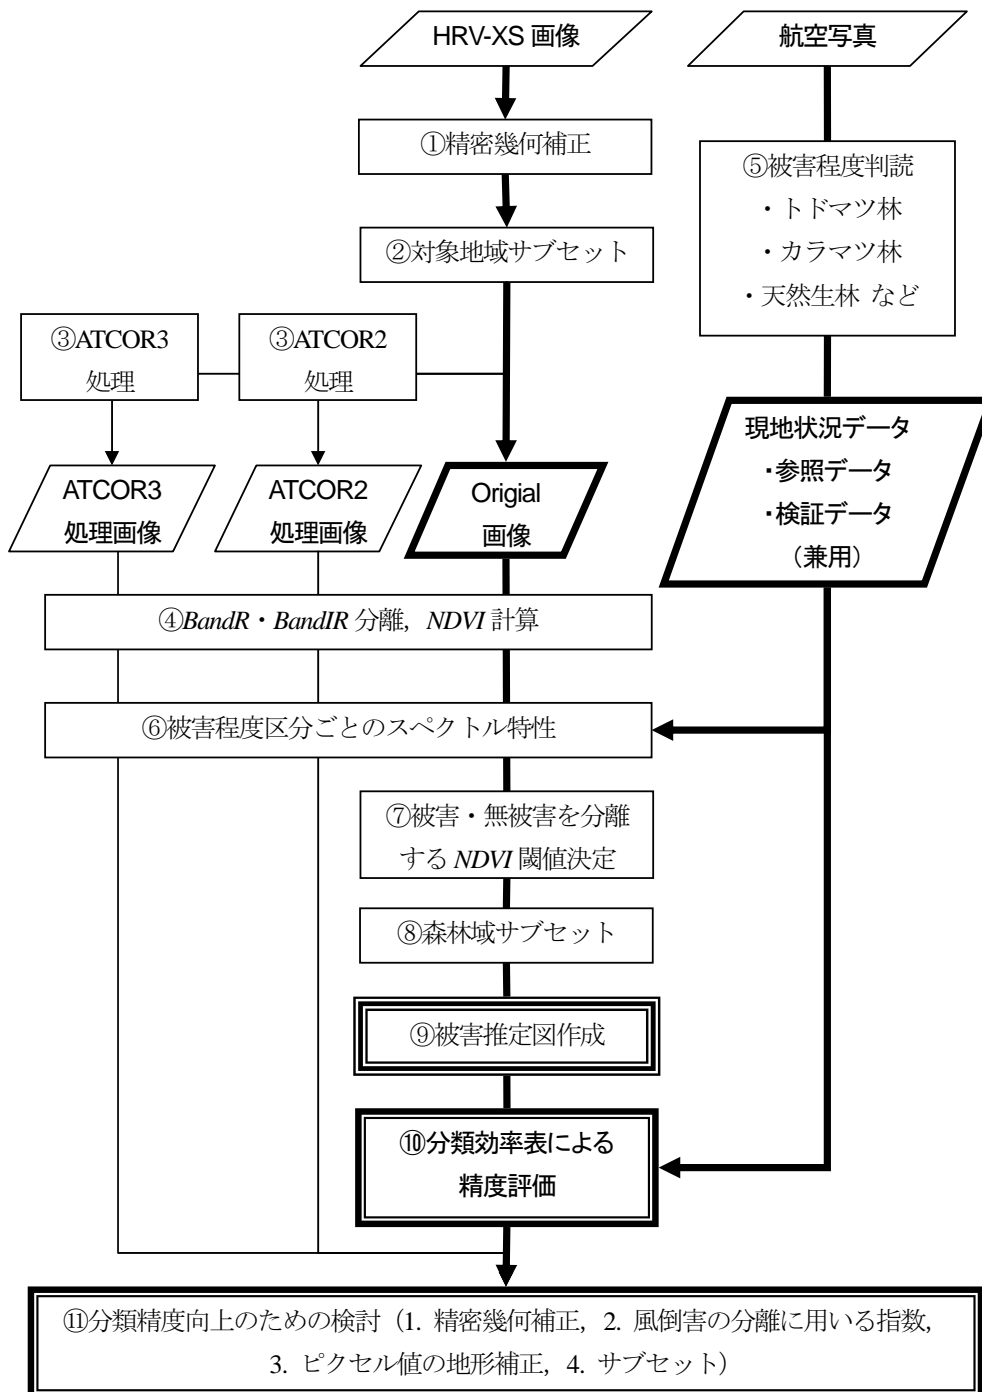 HRV-XS 画像
航空写真
①精密幾何補正
⑤被害程度判読
・トドマツ林
・カラマツ林
・天然生林 など
②対象地域サブセット
③ATCOR3
処理
③ATCOR2
処理
現地状況データ
・参照データ
・検証データ
（兼用）
ATCOR3
処理画像
ATCOR2
処理画像
Origial
画像
④BandR・BandIR 分離，NDVI 計算
⑥被害程度区分ごとのスペクトル特性
⑦被害・無被害を分離
する NDVI 閾値決定
⑧森林域サブセット
⑨被害推定図作成
⑩分類効率表による
精度評価
⑪分類精度向上のための検討（1. 精密幾何補正，2. 風倒害の分離に用いる指数，
3. ピクセル値の地形補正，4. サブセット）